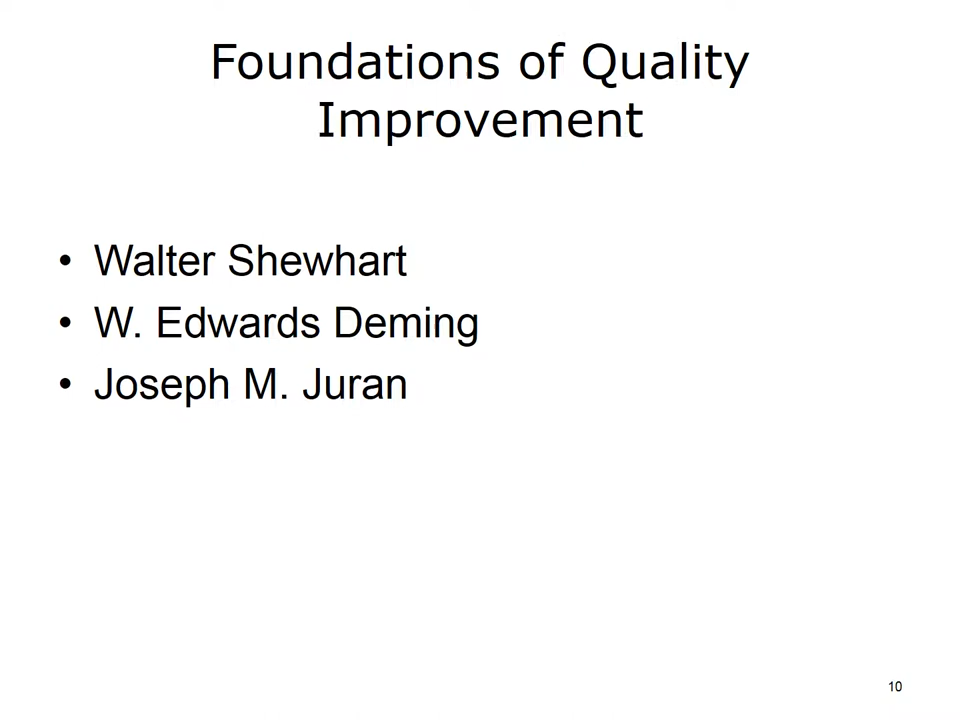 Foundations of Quality
Improvement
• Walter Shewhart
• W. Edwards Deming
• Joseph M. Juran
10